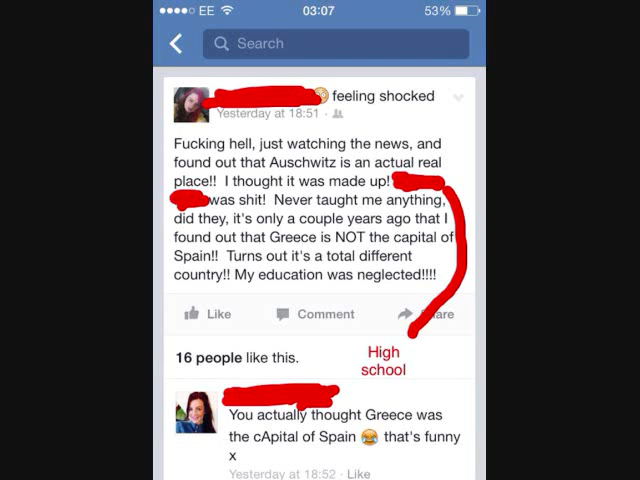 EE 03:07 53%
Search
feeling shocked
Yesterday at 18:51 ·
Fucking hell, just watching the news, and
found out that Auschwitz is an actual real
place!! I thought it was made up!
was shit! Never taught me anything,
did they, it's only a couple years ago that I
found out that Greece is NOT the capital of
Spain!! Turns out it's a total different
country!! My education was neglected!!!!
Like Comment are
16 people like this.
High
school
You actually thought Greece was
the cApital of Spain 😂 that's funny
x
Yesterday at 18:52 · Like